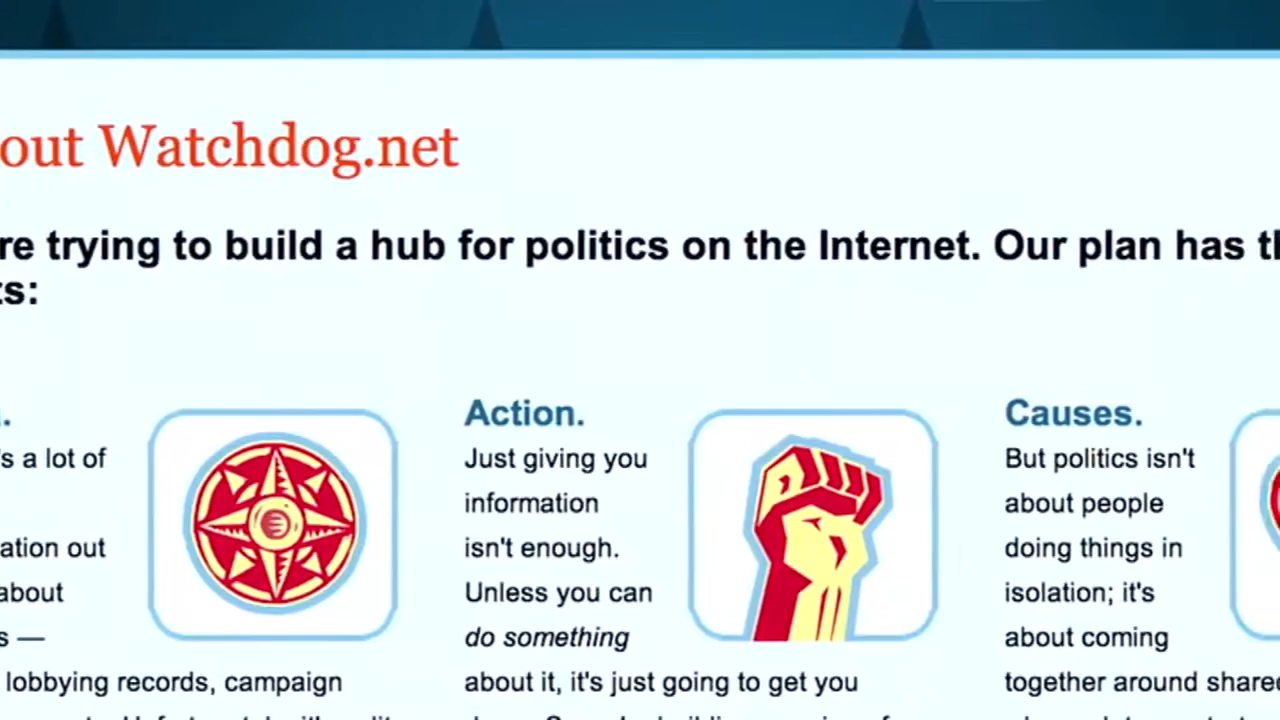 out Watchdog.net
re trying to build a hub for politics on the Internet. Our plan has th
ts:
's a lot of
ation out
about
s —
lobbying records, campaign
Action.
Just giving you
information
isn't enough.
Unless you can
do something
about it, it's just going to get you
Causes.
But politics isn't
about people
doing things in
isolation; it's
about coming
together around shared